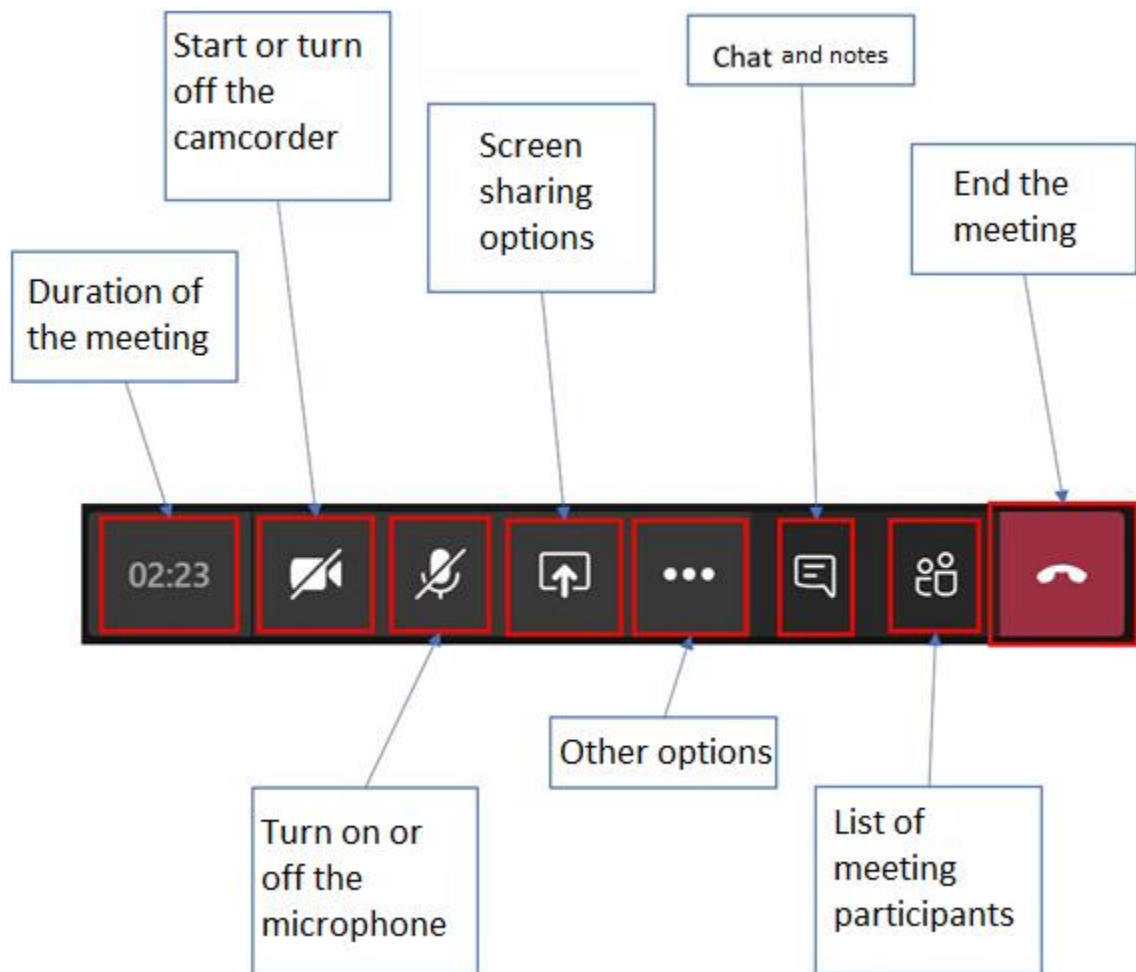 Start or turn
off the
camcorder
Chat and notes
Screen
sharing
options
End the
meeting
Duration of
the meeting
02:23
Other options
Turn on or
off the
microphone
List of
meeting
participants